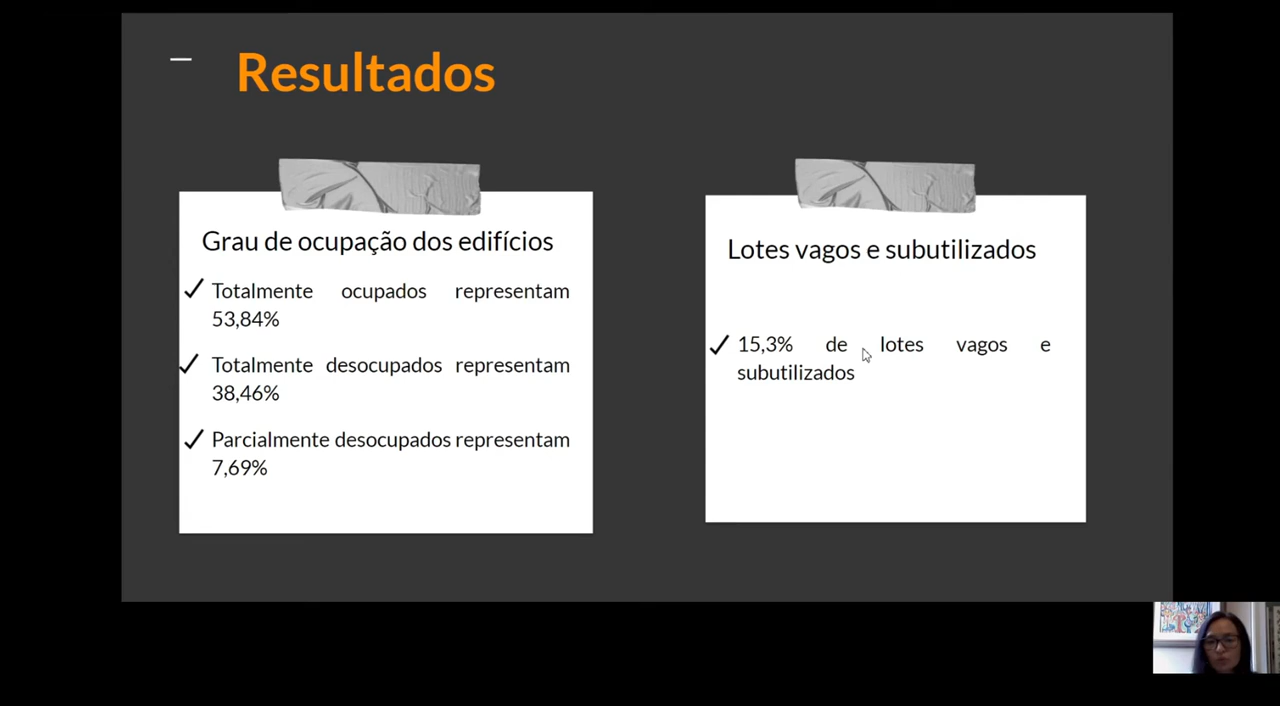 Resultados
Grau de ocupação dos edifícios
Totalmente ocupados representam
53,84%
Totalmente desocupados representam
38,46%
Parcialmente desocupados representam
7,69%
Lotes vagos e subutilizados
15,3% de lotes vagos e
subutilizados